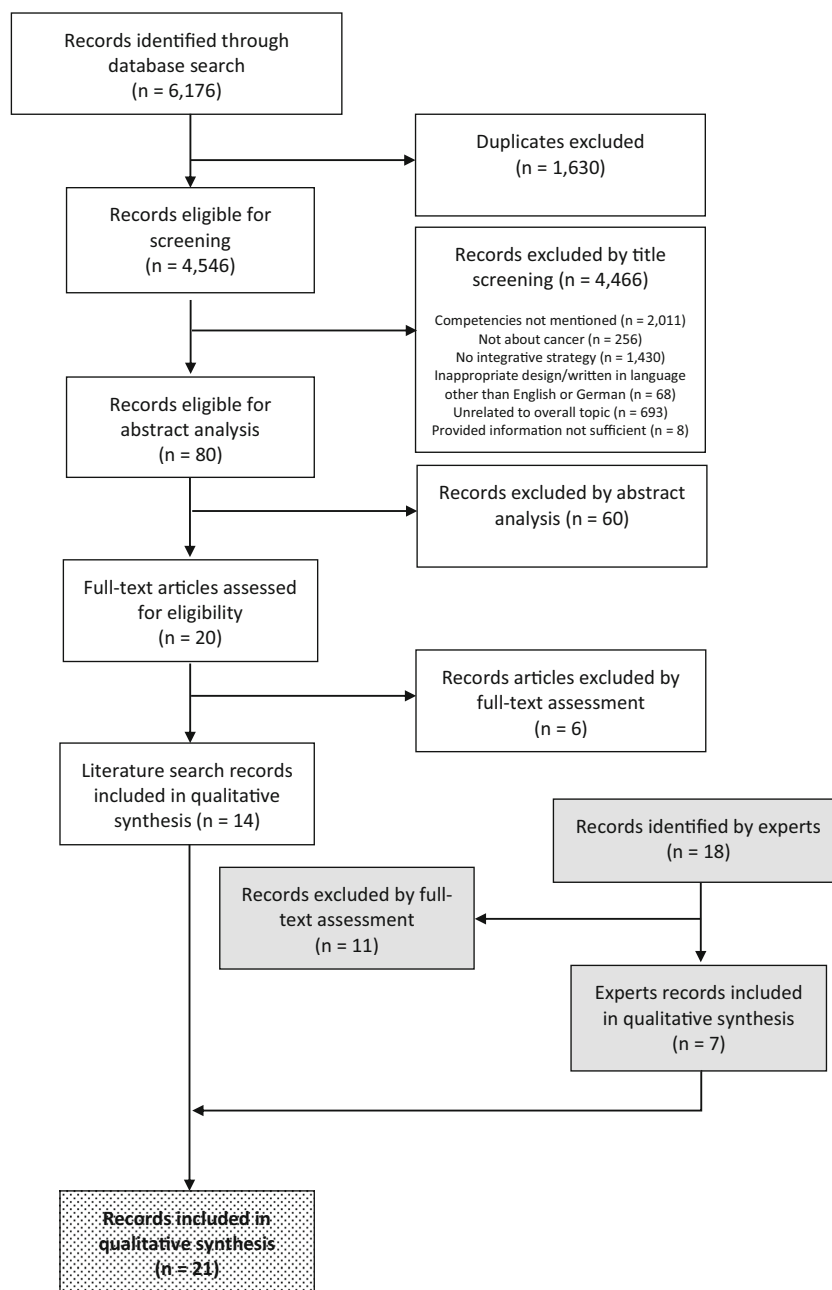 Records identified through
database search
(n = 6,176)
Duplicates excluded
(n = 1,630)
Records eligible for
screening
(n = 4,546)
Records excluded by title
screening (n = 4,466)
Competencies not mentioned (n = 2,011)
Not about cancer (n = 256)
No integrative strategy (n = 1,430)
Inappropriate design/written in language
other than English or German (n = 68)
Unrelated to overall topic (n = 693)
Provided information not sufficient (n = 8)
Records eligible for
abstract analysis
(n = 80)
Records excluded by abstract
analysis (n = 60)
Full-text articles assessed
for eligibility
(n = 20)
Records articles excluded by
full-text assessment
(n = 6)
Literature search records
included in qualitative
synthesis (n = 14)
Records identified by experts
(n = 18)
Records excluded by full-
text assessment
(n = 11)
Experts records included
in qualitative synthesis
(n = 7)
Records included in
qualitative synthesis
(n = 21)